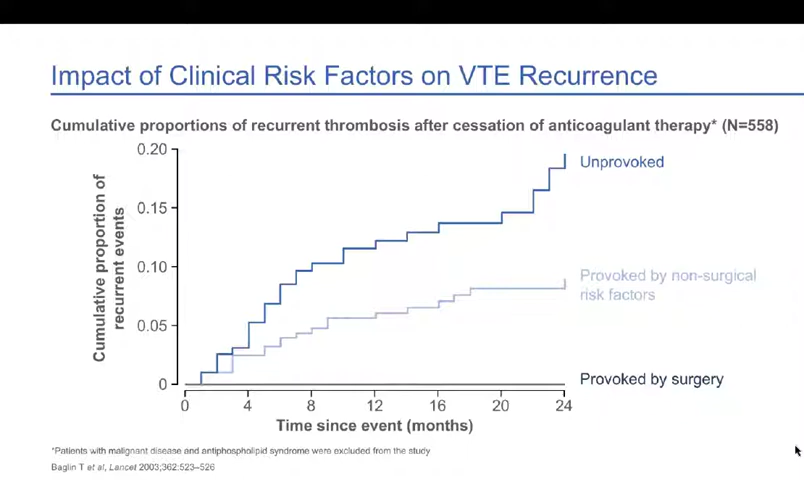 Impact of Clinical Risk Factors on VTE Recurrence
Cumulative proportions of recurrent thrombosis after cessation of anticoagulant therapy* (N=558)
Cumulative proportion of
recurrent events
0.20
0.15
0.10
0.05
0
Unprovoked
Provoked by non-surgical
risk factors
Provoked by surgery
0 4 8 12 16 20 24
Time since event (months)
*Patients with malignant disease and antiphospholipid syndrome were excluded from the study
Baglin T et al, Lancet 2003;362:523–526